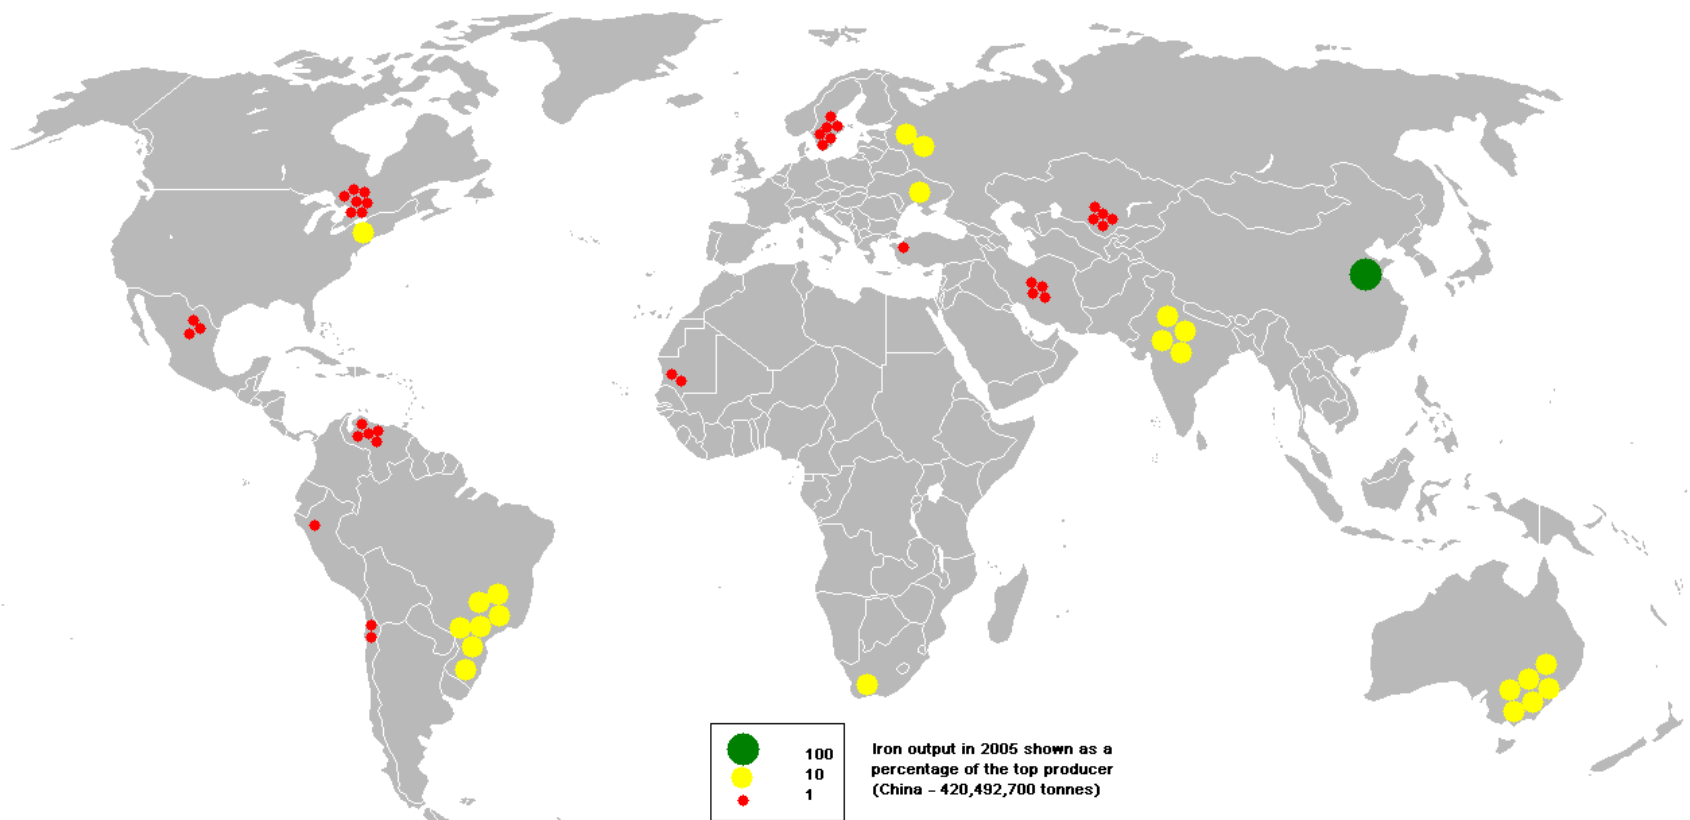 100
10
1
Iron output in 2005 shown as a
percentage of the top producer
(China - 420,492,700 tonnes)